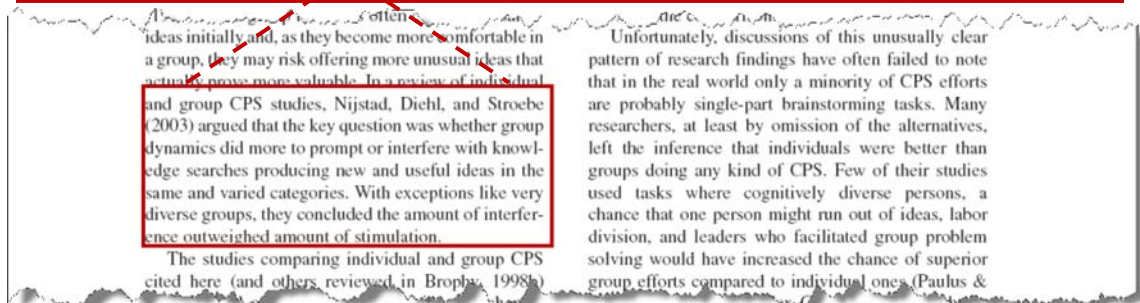 often
ideas initially and, as they become more comfortable in
a group, they may risk offering more unusual ideas that
actually prove more valuable. In a review of individual
and group CPS studies, Nijstad, Diehl, and Stroebe
(2003) argued that the key question was whether group
dynamics did more to prompt or interfere with knowl-
edge searches producing new and useful ideas in the
same and varied categories. With exceptions like very
diverse groups, they concluded the amount of interfer-
ence outweighed amount of stimulation.
The studies comparing individual and group CPS
cited here (and others reviewed in Brophy, 1998b)
Unfortunately, discussions of this unusually clear
pattern of research findings have often failed to note
that in the real world only a minority of CPS efforts
are probably single-part brainstorming tasks. Many
researchers, at least by omission of the alternatives,
left the inference that individuals were better than
groups doing any kind of CPS. Few of their studies
used tasks where cognitively diverse persons, a
chance that one person might run out of ideas, labor
division, and leaders who facilitated group problem
solving would have increased the chance of superior
group efforts compared to individual ones (Paulus &